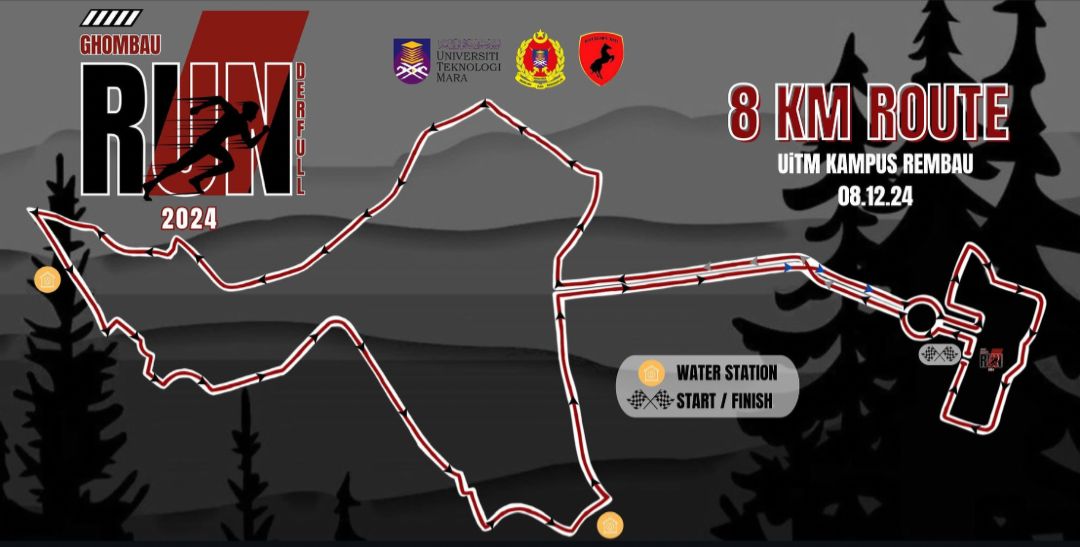 GHOMBAU
RUN
DERFULL
2024
UNIVERSITI
TEKNOLOGI
MARA
8 KM ROUTE
UiTM KAMPUS REMBAU
08.12.24
WATER STATION
START / FINISH
RUN